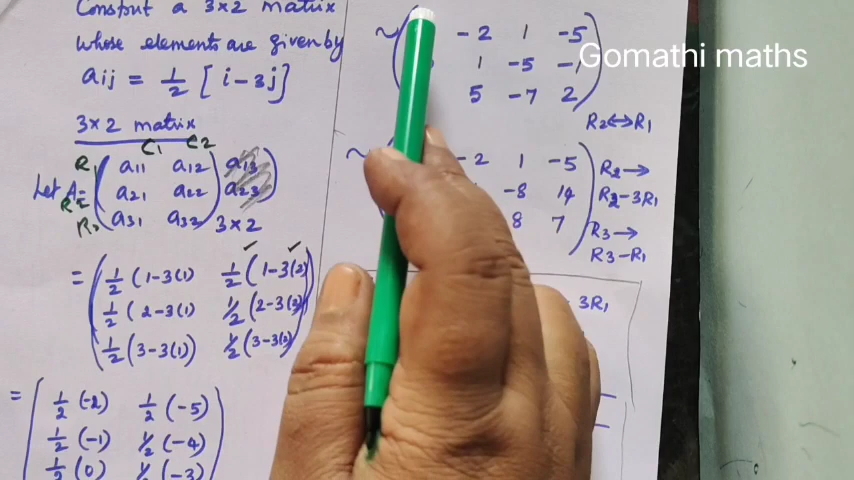 Constput a 3×2 matrix
whose elements are given by
aij = 1/2 [i-3j]
3×2 matrix
C1 C2
R1 a11 a12 a13
Let A= R2 a21 a22 a23
R3 a31 a32 3×2
= 1/2 (1-3(1) 1/2 (1-3(2)
1/2 (2-3(1) 1/2 (2-3(2)
1/2 (3-3(1)) 1/2 (3-3(2)
= 1/2 (-2) 1/2 (-5)
1/2 (-1) 1/2 (-4)
1/2 (0) 1/2 (-3)
~ -2 1 -5
1 -5 -1
5 -7 2
R2↔R1
~ -2 1 -5 R2→
-8 14 R2-3R1
8 7 R3→
R3-R1
3R1
Gomathi maths